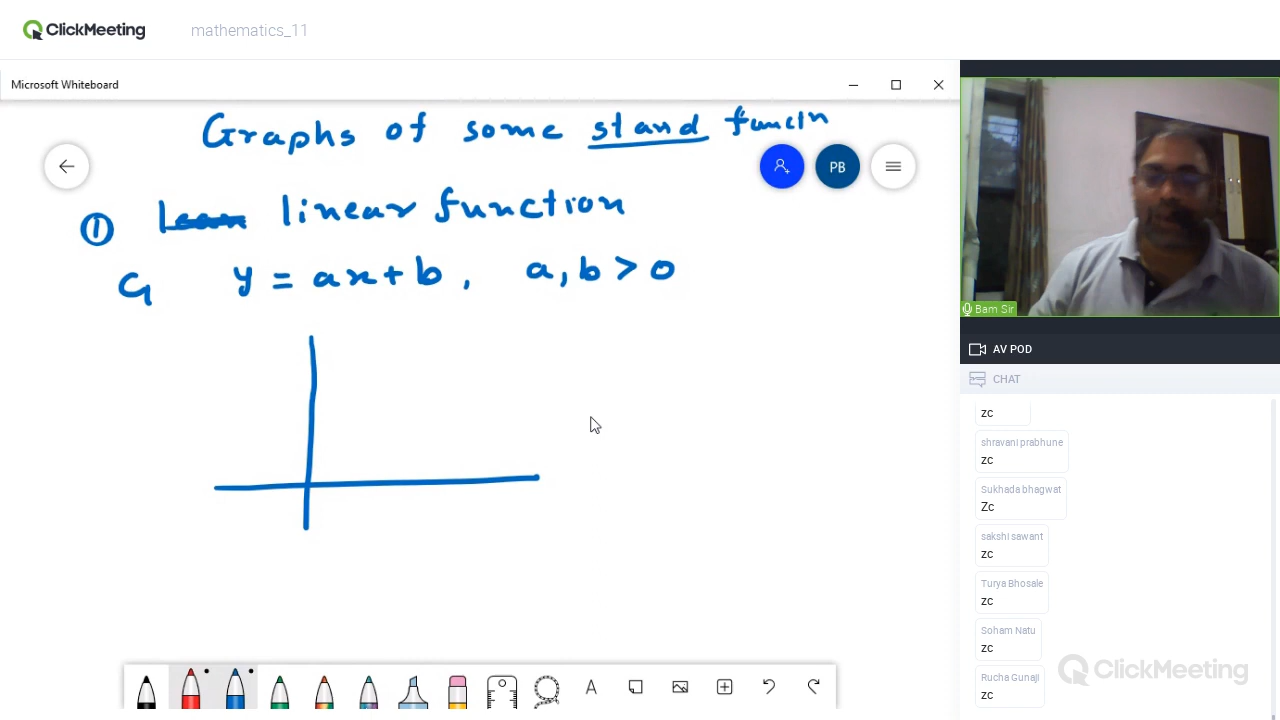 ClickMeeting mathematics_11
Microsoft Whiteboard
Graphs of some stand functn
PB
① linear function
G y = ax + b, a, b > 0
A
Bam Sir
AV POD
CHAT
zc
shravani prabhune
zc
Sukhada bhagwat
Zc
sakshi sawant
zc
Turya Bhosale
zc
Soham Natu
zc
Rucha Gunaji
zc
ClickMeeting